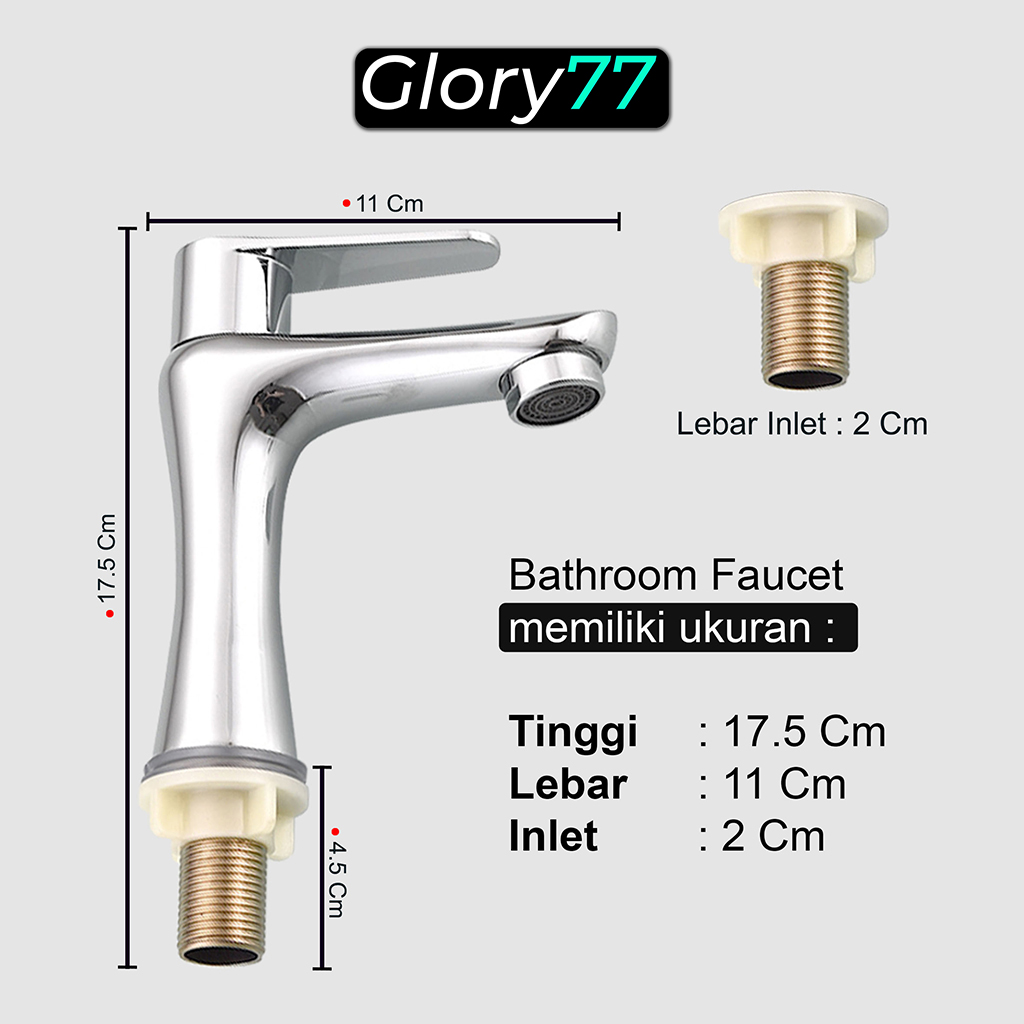 Glory77
11 Cm
17.5 Cm
Lebar Inlet : 2 Cm
Bathroom Faucet
memiliki ukuran :
Tinggi : 17.5 Cm
Lebar : 11 Cm
Inlet : 2 Cm
4.5 Cm